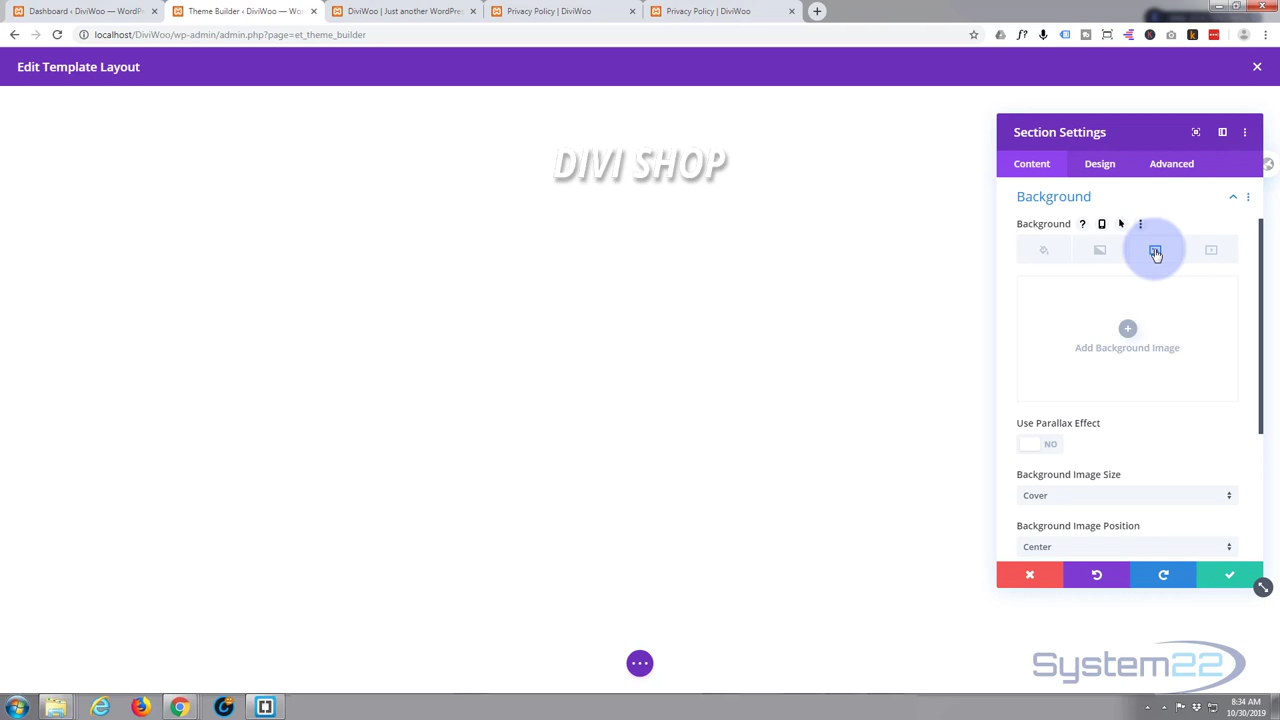 Dashboard ‹ DiviWoo — WordPr
Theme Builder ‹ DiviWoo — Wo
DiviWoo | Just another WordPres
Privacy Policy | DiviWoo
Privacy Policy | DiviWoo
localhost/DiviWoo/wp-admin/admin.php?page=et_theme_builder
Edit Template Layout
DIVI SHOP
Section Settings
Content
Design
Advanced
Background
Background
Add Background Image
Use Parallax Effect
NO
Background Image Size
Cover
Background Image Position
Center
System22
8:34 AM
10/30/2019